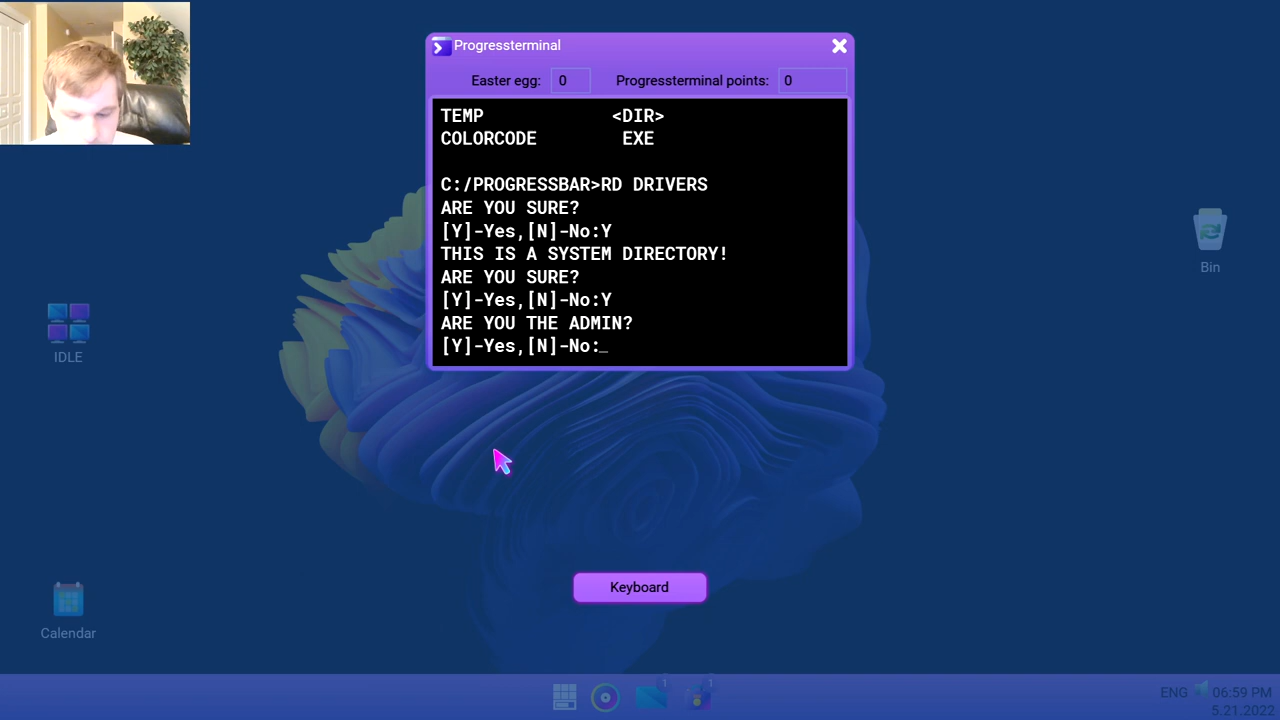 Progressterminal
Easter egg: 0 Progressterminal points: 0
TEMP <DIR>
COLORCODE EXE
C:/PROGRESSBAR>RD DRIVERS
ARE YOU SURE?
[Y]-Yes,[N]-No:Y
THIS IS A SYSTEM DIRECTORY!
ARE YOU SURE?
[Y]-Yes,[N]-No:Y
ARE YOU THE ADMIN?
[Y]-Yes,[N]-No:_
Bin
IDLE
Keyboard
Calendar
1 1
ENG 06:59 PM
5.21.2022